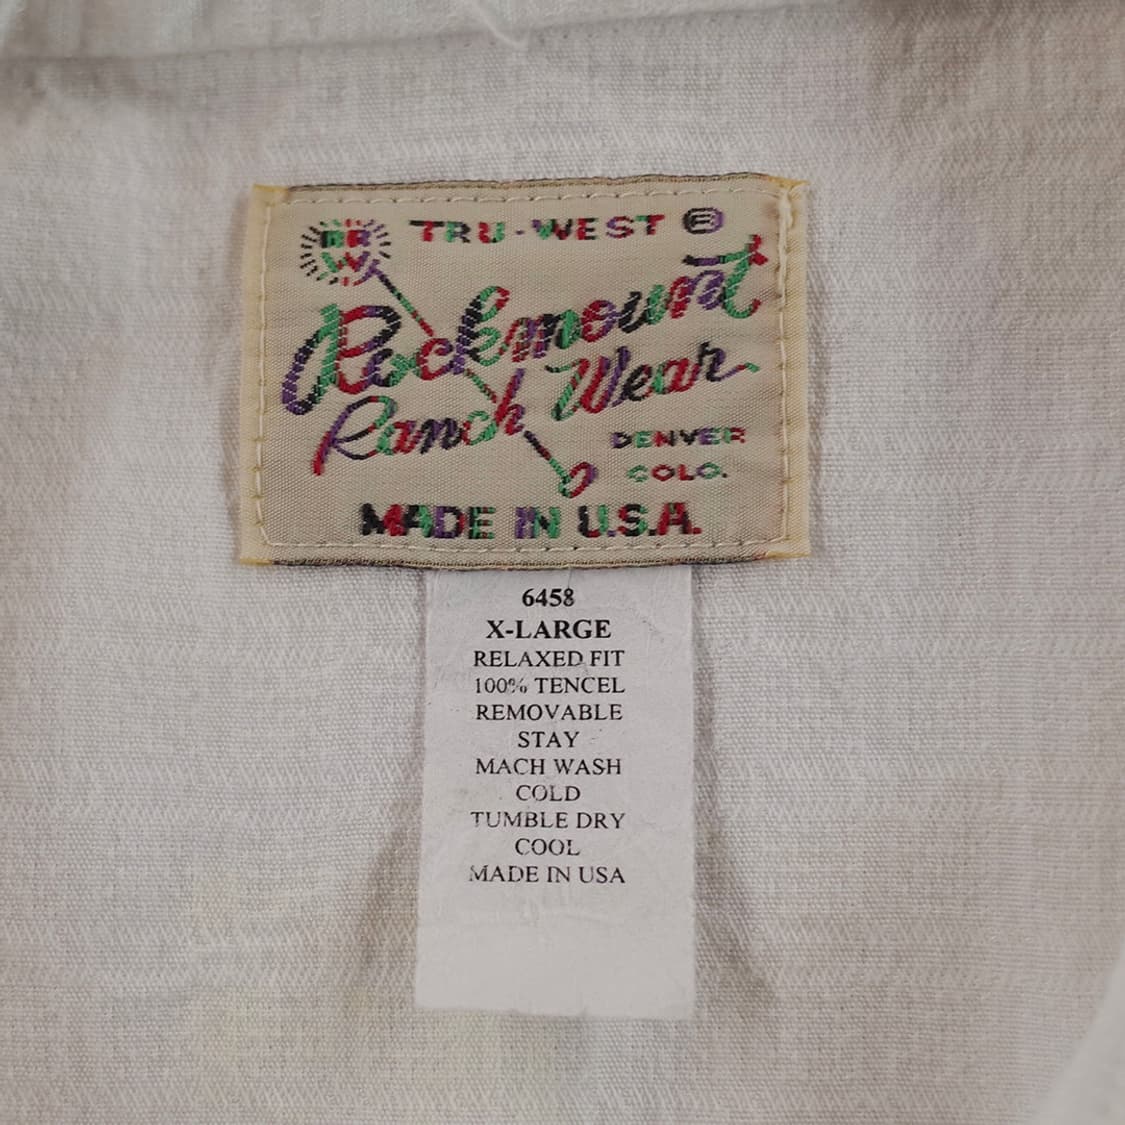 RR
W
TRU-WEST ®
Rockmount
Ranch Wear
DENVER
COLO.
MADE IN U.S.A.
6458
X-LARGE
RELAXED FIT
100% TENCEL
REMOVABLE
STAY
MACH WASH
COLD
TUMBLE DRY
COOL
MADE IN USA